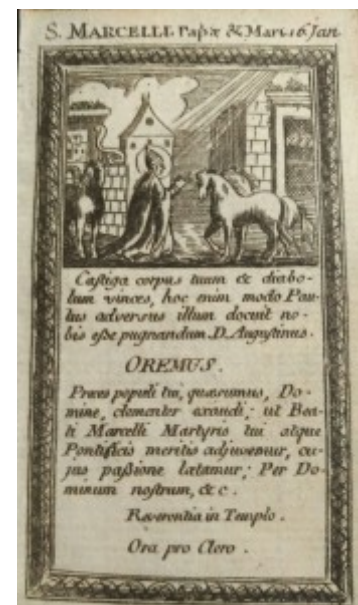 S. MARCELLI. Papæ & Mart. 16 Jan
Castiga corpus tuum & diabo-
lum vinces, hoc enim modo Pau-
lus adversus illum docuit no-
bis esse pugnandum. D. Augustinus.
OREMUS.
Preces populi tui, quæsumus, Do-
mine, clementer exaudi; ut Bea-
ti Marcelli Martyris tui atque
Pontificis meritis adjuvemur, cu-
jus passione lætamur; Per Do-
minum nostrum, & c.
Reverentia in Templo.
Ora pro Clero.